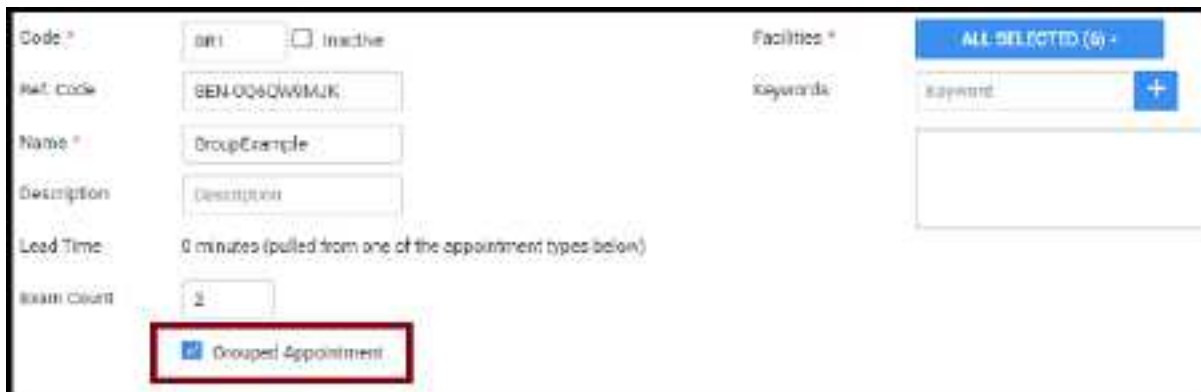 Code *
Inactive
Facilities *
ALL SELECTED (6)
Ref. Code
Keywords
Keyword
+
Name *
GroupExample
Description
Description
Lead Time
0 minutes (pulled from one of the appointment types below)
Exam Count
2
Grouped Appointment